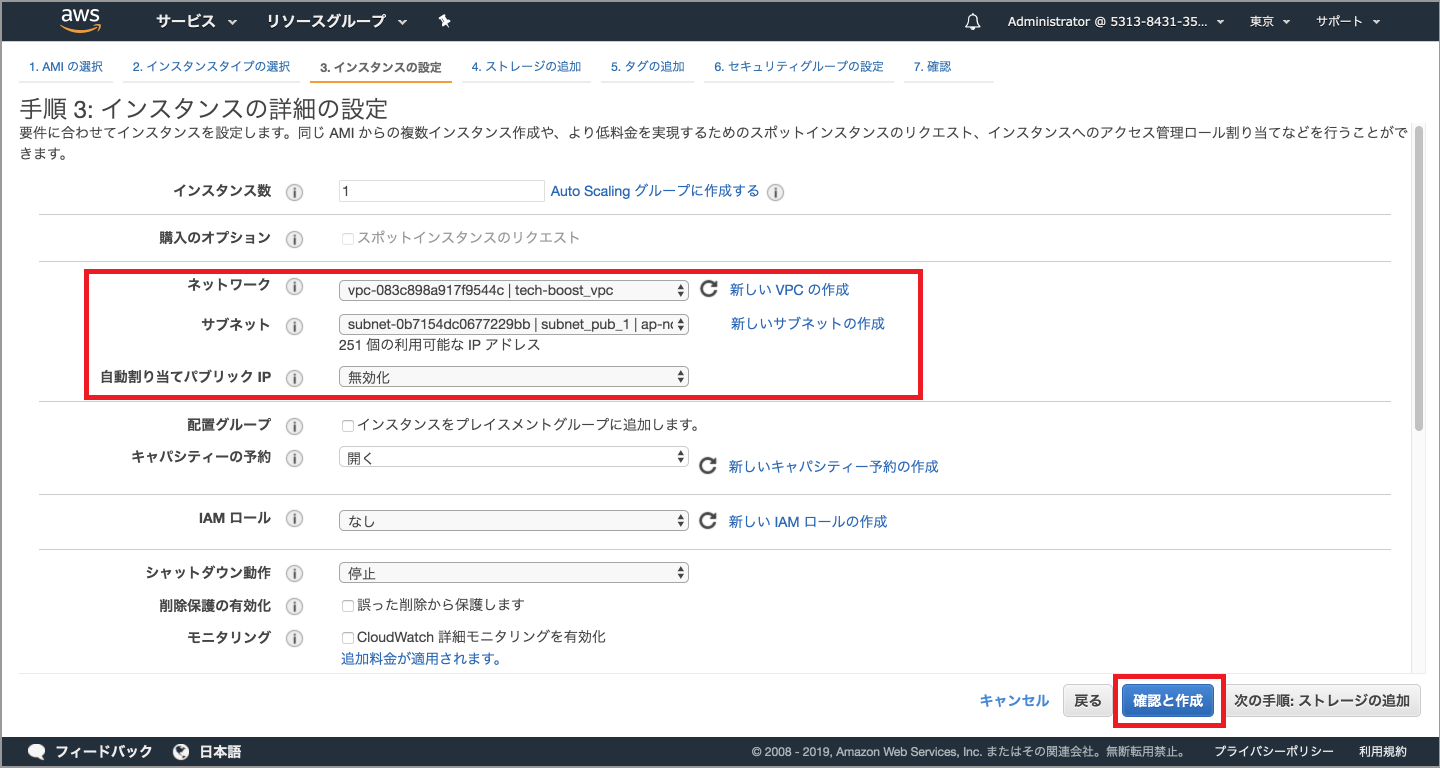 aws サービス リソースグループ Administrator @ 5313-8431-35... 東京 サポート
1. AMI の選択 2. インスタンスタイプの選択 3. インスタンスの設定 4. ストレージの追加 5. タグの追加 6. セキュリティグループの設定 7. 確認
手順 3: インスタンスの詳細の設定
要件に合わせてインスタンスを設定します。同じ AMI からの複数インスタンス作成や、より低料金を実現するためのスポットインスタンスのリクエスト、インスタンスへのアクセス管理ロール割り当てなどを行うことがで
きます。
インスタンス数 1 Auto Scaling グループに作成する
購入のオプション スポットインスタンスのリクエスト
ネットワーク vpc-083c898a917f9544c | tech-boost_vpc 新しい VPC の作成
サブネット subnet-0b7154dc0677229bb | subnet_pub_1 | ap-no 新しいサブネットの作成
251 個の利用可能な IP アドレス
自動割り当てパブリック IP 無効化
配置グループ インスタンスをプレイスメントグループに追加します。
キャパシティーの予約 開く 新しいキャパシティー予約の作成
IAM ロール なし 新しい IAM ロールの作成
シャットダウン動作 停止
削除保護の有効化 誤った削除から保護します
モニタリング CloudWatch 詳細モニタリングを有効化
追加料金が適用されます。
キャンセル 戻る 確認と作成 次の手順: ストレージの追加
フィードバック 日本語 © 2008 - 2019, Amazon Web Services, Inc. またはその関連会社。無断転用禁止。 プライバシーポリシー 利用規約